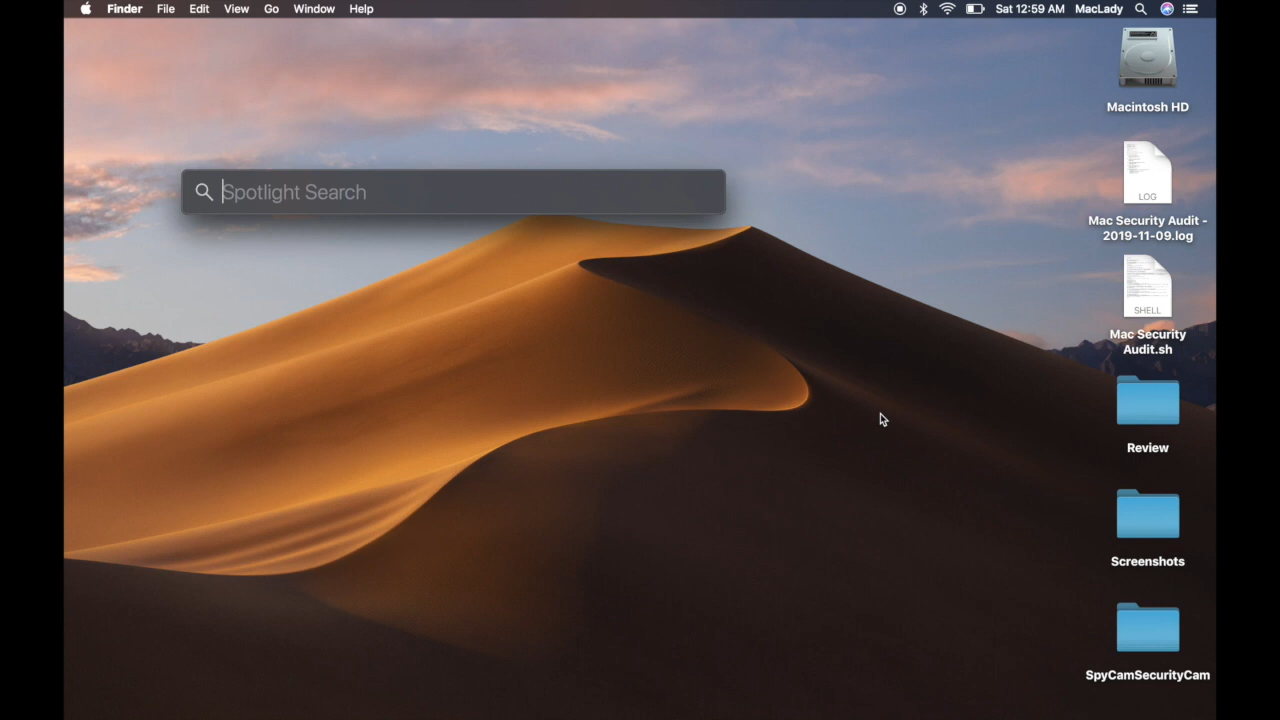 Finder File Edit View Go Window Help Sat 12:59 AM MacLady
Macintosh HD
Spotlight Search
LOG
Mac Security Audit -
2019-11-09.log
SHELL
Mac Security
Audit.sh
Review
Screenshots
SpyCamSecurityCam